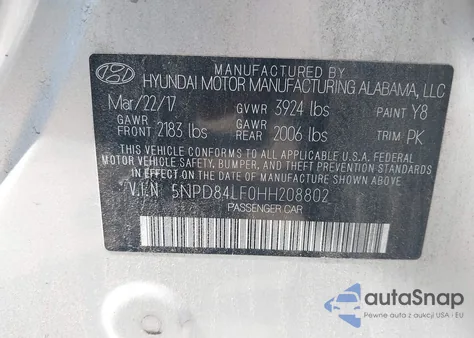 MANUFACTURED BY
HYUNDAI MOTOR MANUFACTURING ALABAMA, LLC
Mar/22/17 GVWR 3924 lbs PAINT Y8
GAWR FRONT 2183 lbs GAWR REAR 2006 lbs TRIM PK
THIS VEHICLE CONFORMS TO ALL APPLICABLE U.S.A. FEDERAL
MOTOR VEHICLE SAFETY, BUMPER, AND THEFT PREVENTION STANDARDS
IN EFFECT ON THE DATE OF MANUFACTURE SHOWN ABOVE.
V.I.N 5NPD84LF0HH208802
PASSENGER CAR
autoSnap
Pewne auta z aukcji USA i EU